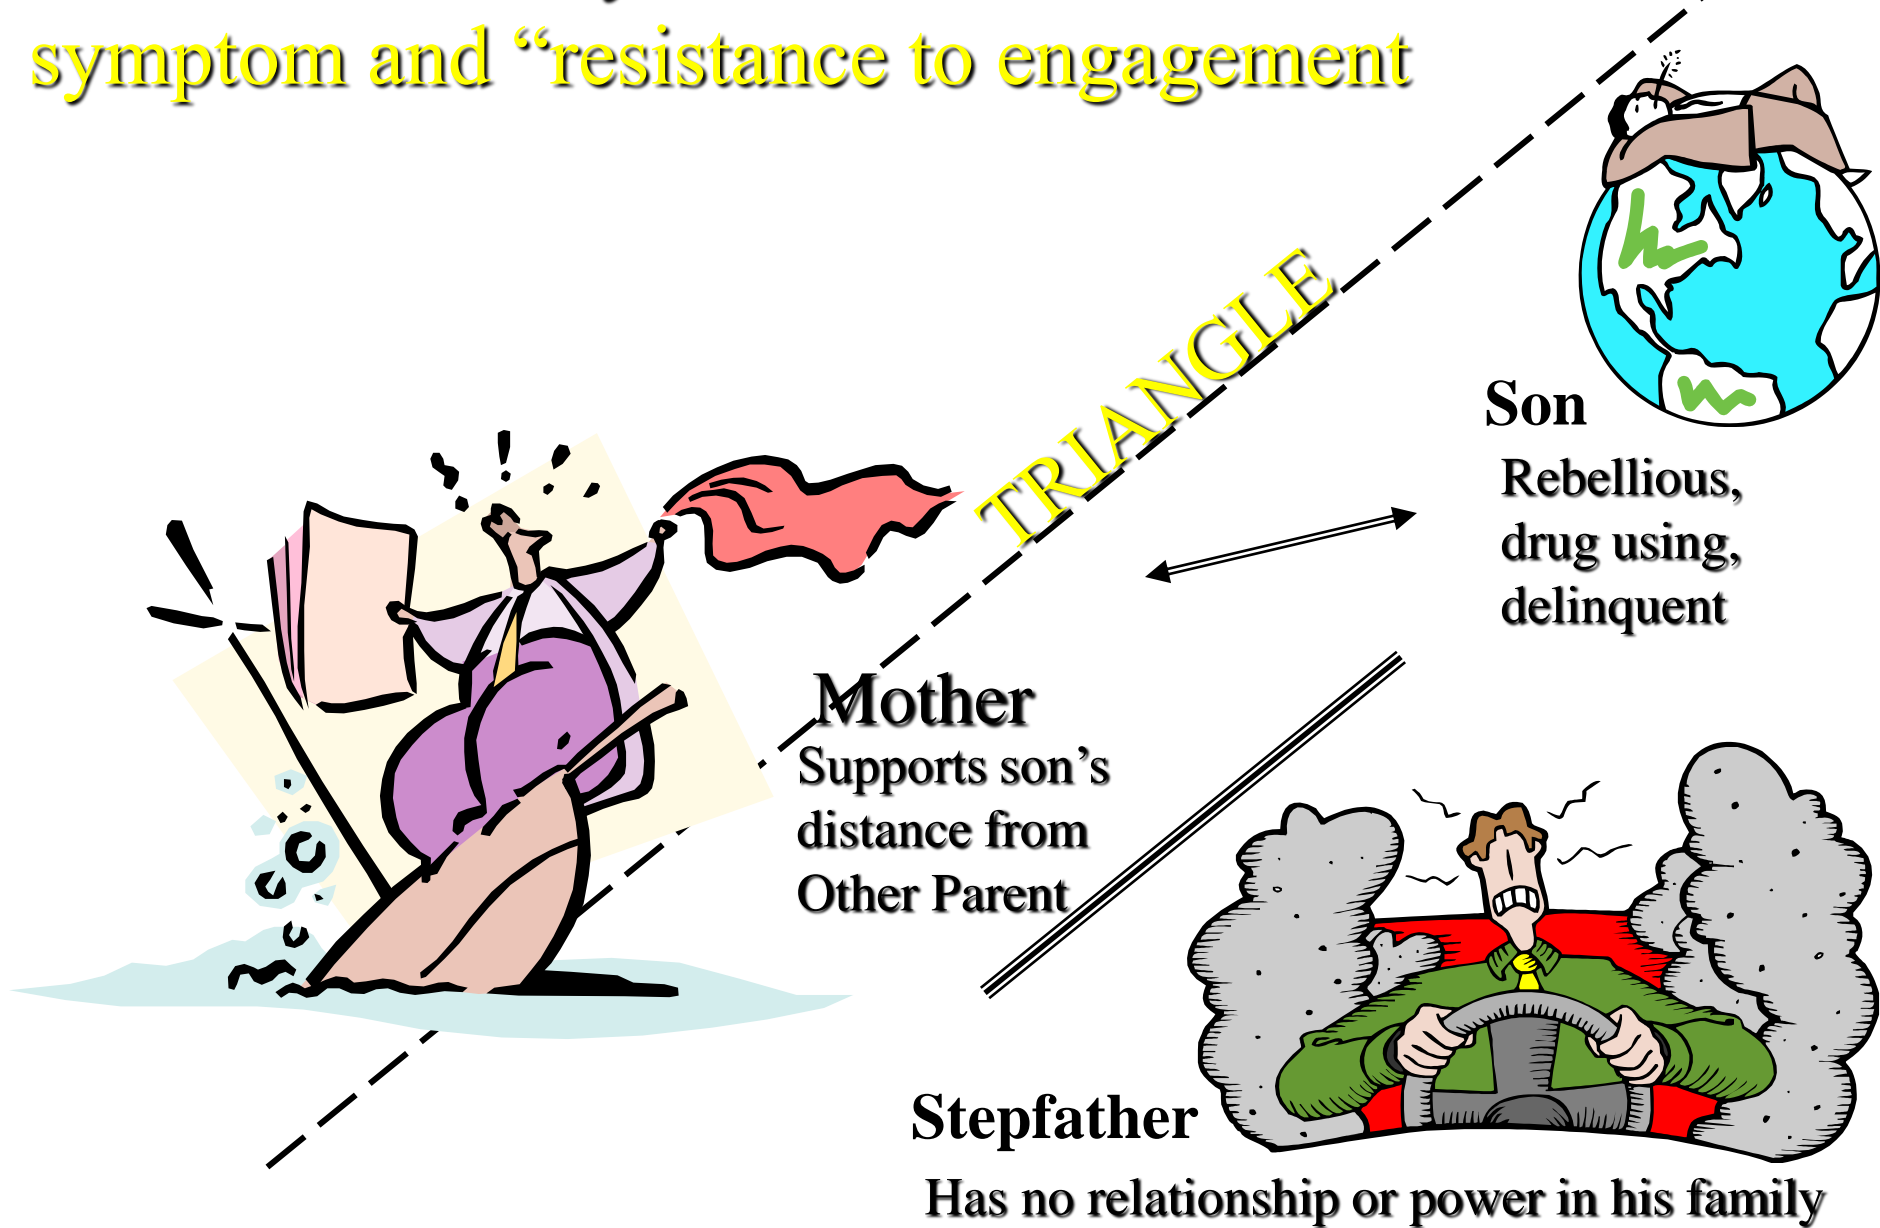 symptom and “resistance to engagement
TRIANGLE
Son
Rebellious,
drug using,
delinquent
Mother
Supports son’s
distance from
Other Parent
Stepfather
Has no relationship or power in his family